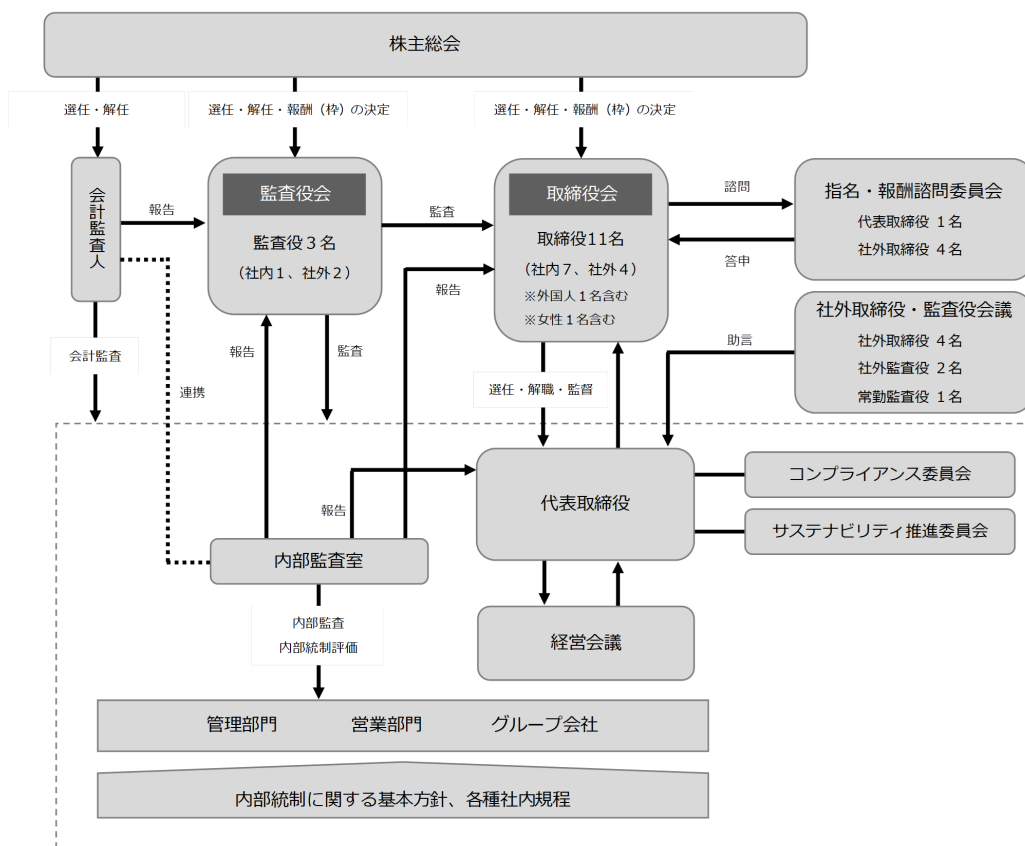 株主総会
選任・解任
選任・解任・報酬（枠）の決定
選任・解任・報酬（枠）の決定
会計監査人
報告
監査役会
監査役３名
（社内１、社外２）
監査
取締役会
取締役11名
（社内７、社外４）
※外国人１名含む
※女性１名含む
諮問
答申
指名・報酬諮問委員会
代表取締役 1名
社外取締役 4名
社外取締役・監査役会議
社外取締役 4名
社外監査役 2名
常勤監査役 1名
助言
報告
会計監査
連携
報告
監査
選任・解職・監督
代表取締役
コンプライアンス委員会
サステナビリティ推進委員会
報告
内部監査室
内部監査
内部統制評価
経営会議
管理部門
営業部門
グループ会社
内部統制に関する基本方針、各種社内規程